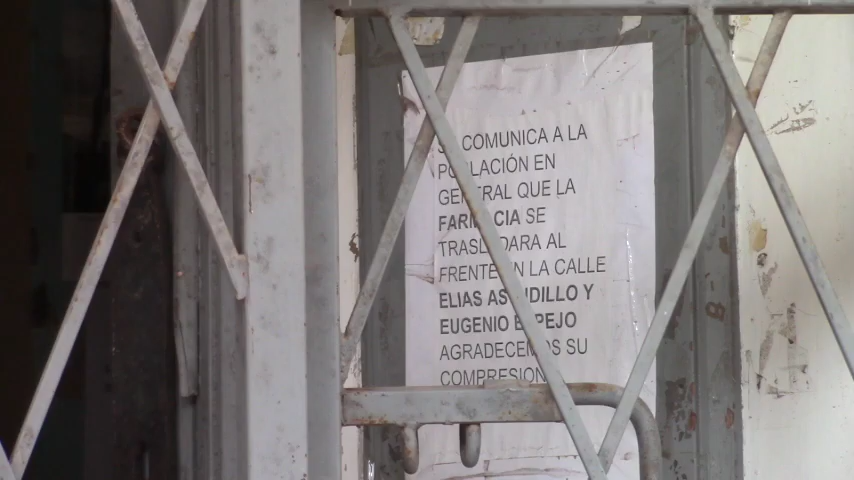 SE COMUNICA A LA
POBLACIÓN EN
GENERAL QUE LA
FARMACIA SE
TRASLADARA AL
FRENTE EN LA CALLE
ELIAS ASTUDILLO Y
EUGENIO ESPEJO
AGRADECEMOS SU
COMPRESION